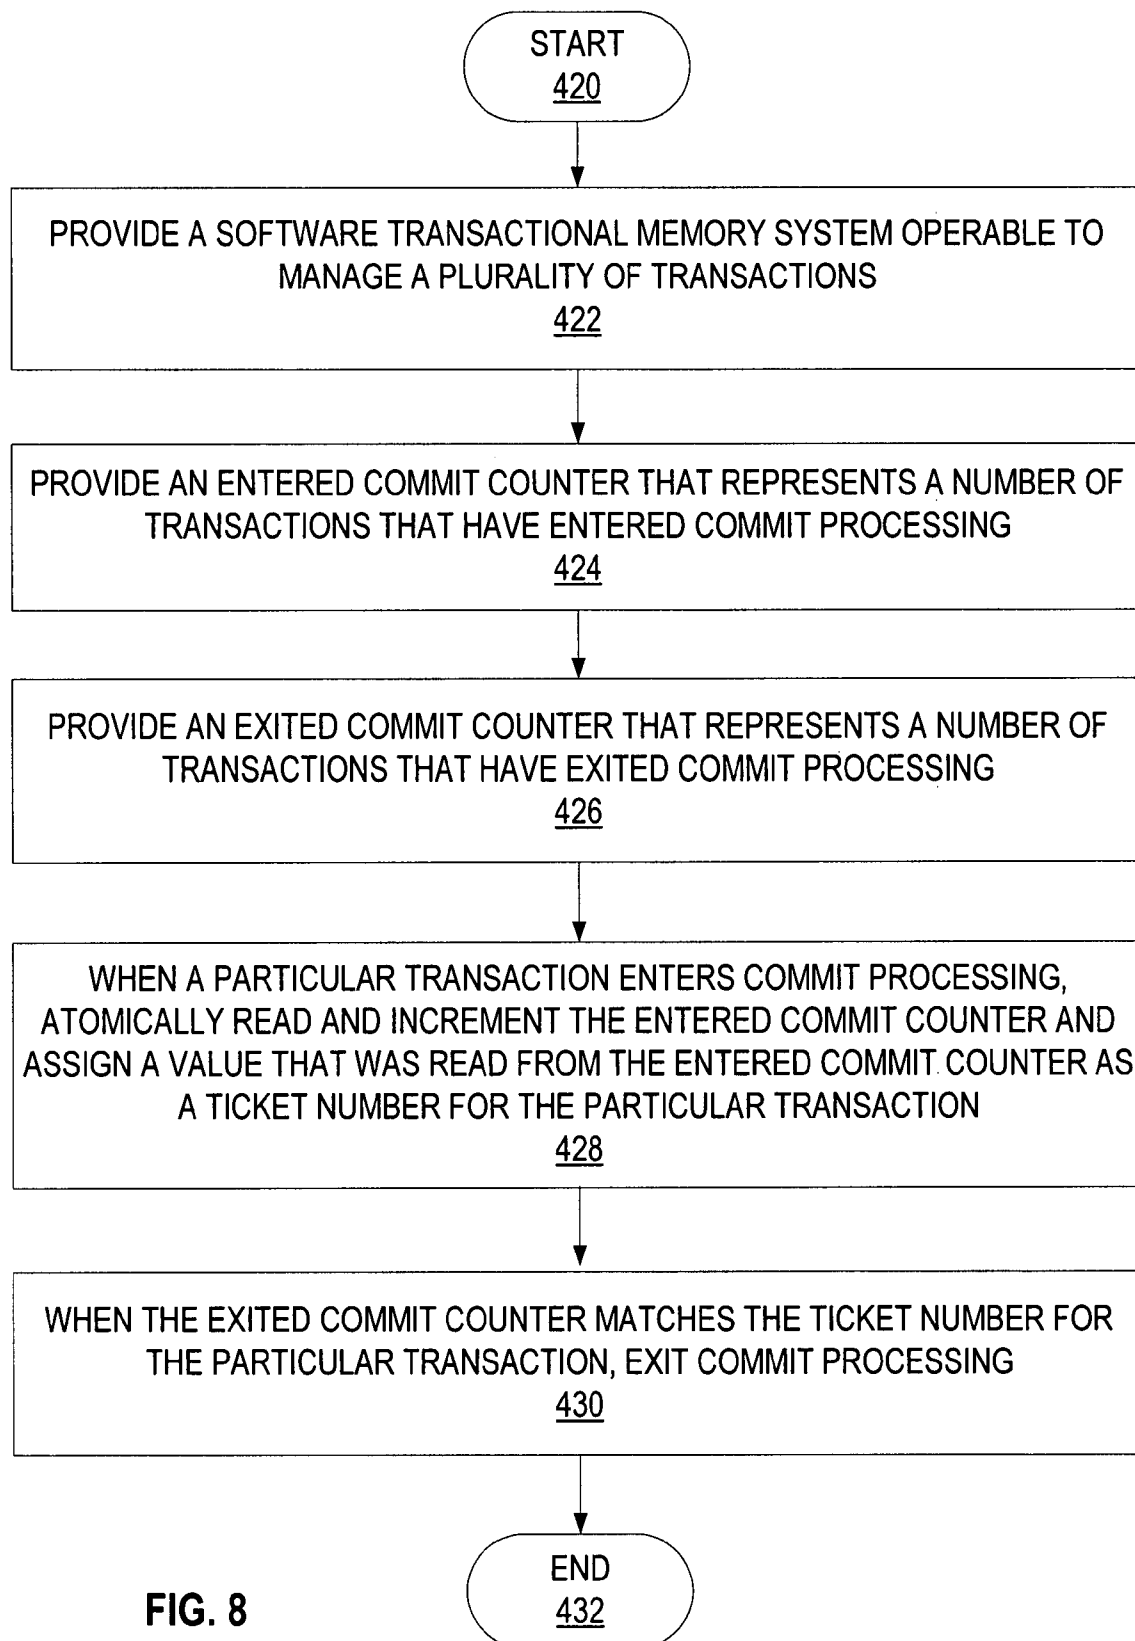 START
420
PROVIDE A SOFTWARE TRANSACTIONAL MEMORY SYSTEM OPERABLE TO
MANAGE A PLURALITY OF TRANSACTIONS
422
PROVIDE AN ENTERED COMMIT COUNTER THAT REPRESENTS A NUMBER OF
TRANSACTIONS THAT HAVE ENTERED COMMIT PROCESSING
424
PROVIDE AN EXITED COMMIT COUNTER THAT REPRESENTS A NUMBER OF
TRANSACTIONS THAT HAVE EXITED COMMIT PROCESSING
426
WHEN A PARTICULAR TRANSACTION ENTERS COMMIT PROCESSING,
ATOMICALLY READ AND INCREMENT THE ENTERED COMMIT COUNTER AND
ASSIGN A VALUE THAT WAS READ FROM THE ENTERED COMMIT COUNTER AS
A TICKET NUMBER FOR THE PARTICULAR TRANSACTION
428
WHEN THE EXITED COMMIT COUNTER MATCHES THE TICKET NUMBER FOR
THE PARTICULAR TRANSACTION, EXIT COMMIT PROCESSING
430
END
432
FIG. 8